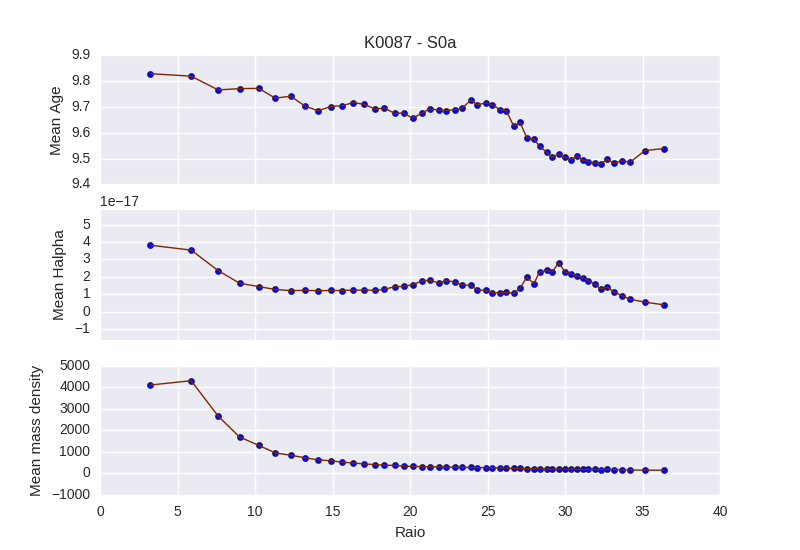 K0087 - S0a
9.9
9.8
9.7
9.6
9.5
9.4
Mean Age
1e−17
5
4
3
2
1
0
−1
Mean Halpha
5000
4000
3000
2000
1000
0
−1000
Mean mass density
0 5 10 15 20 25 30 35 40
Raio